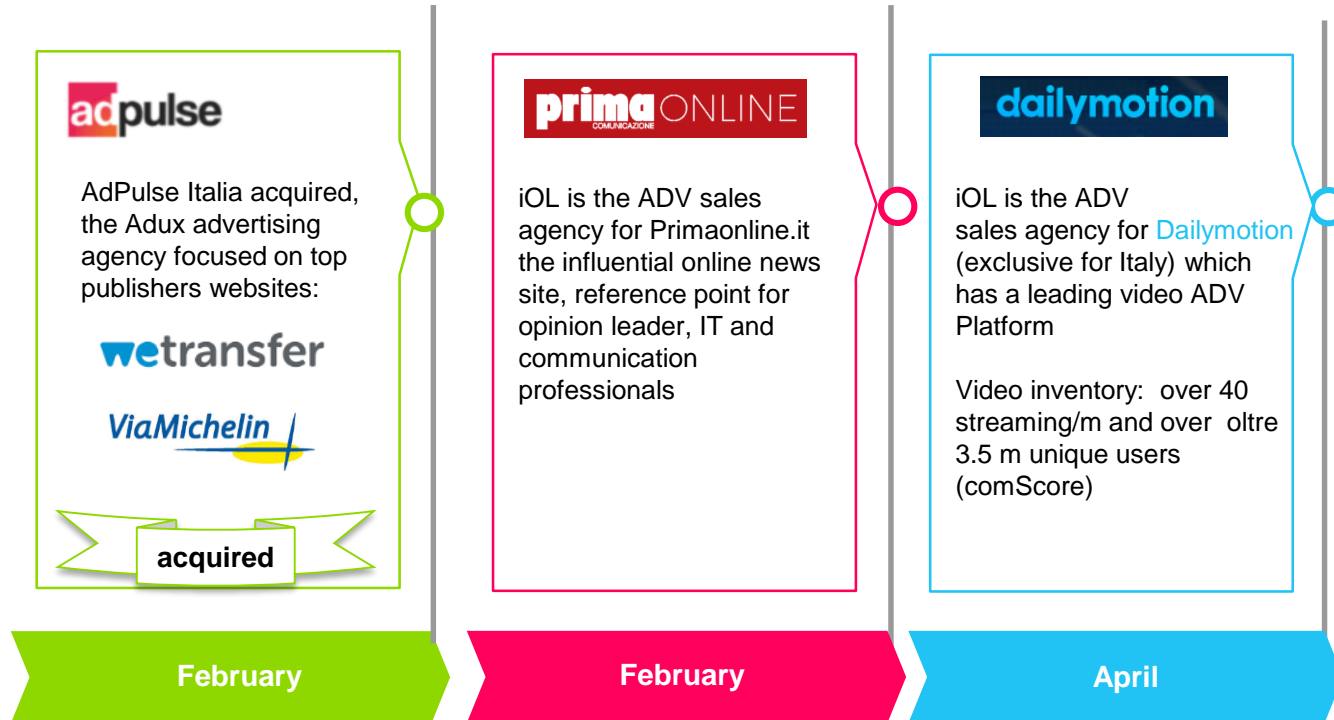 adpulse
AdPulse Italia acquired,
the Adux advertising
agency focused on top
publishers websites:
wetransfer
ViaMichelin
acquired
February
prima ONLINE
COMUNICAZIONE
iOL is the ADV sales
agency for Primaonline.it
the influential online news
site, reference point for
opinion leader, IT and
communication
professionals
February
dailymotion
iOL is the ADV
sales agency for Dailymotion
(exclusive for Italy) which
has a leading video ADV
Platform
Video inventory:  over 40
streaming/m and over  oltre
3.5 m unique users
(comScore)
April